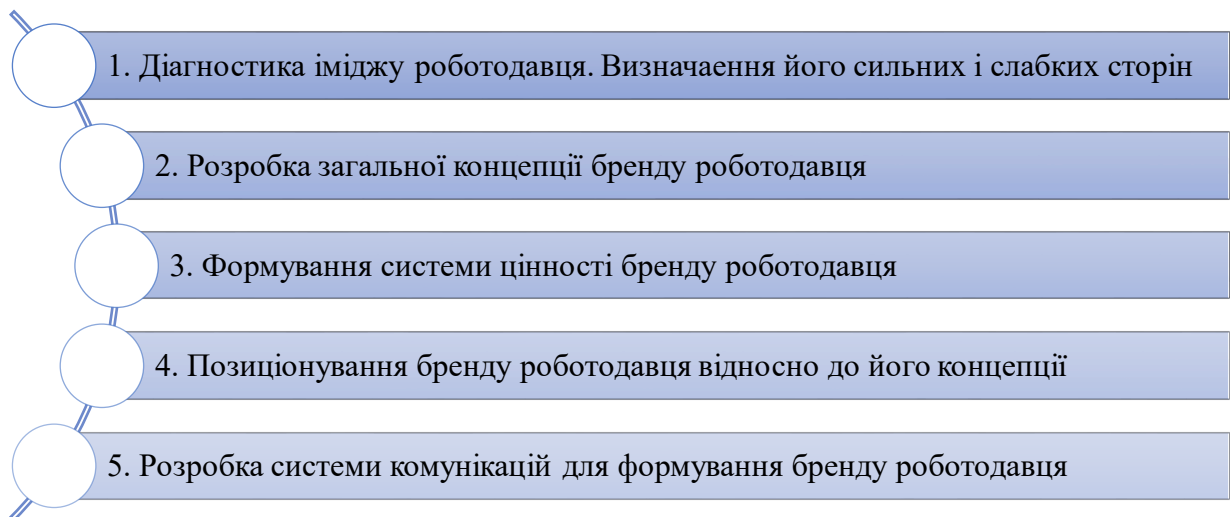 1. Діагностика іміджу роботодавця. Визначаення його сильних і слабких сторін
2. Розробка загальної концепції бренду роботодавця
3. Формування системи цінності бренду роботодавця
4. Позиціонування бренду роботодавця відносно до його концепції
5. Розробка системи комунікацій для формування бренду роботодавця